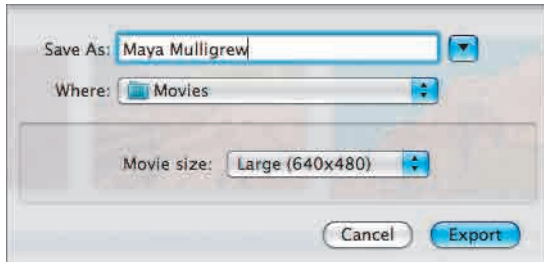 Save As: Maya Mulligrew
Where: Movies
Movie size: Large (640x480)
Cancel Export